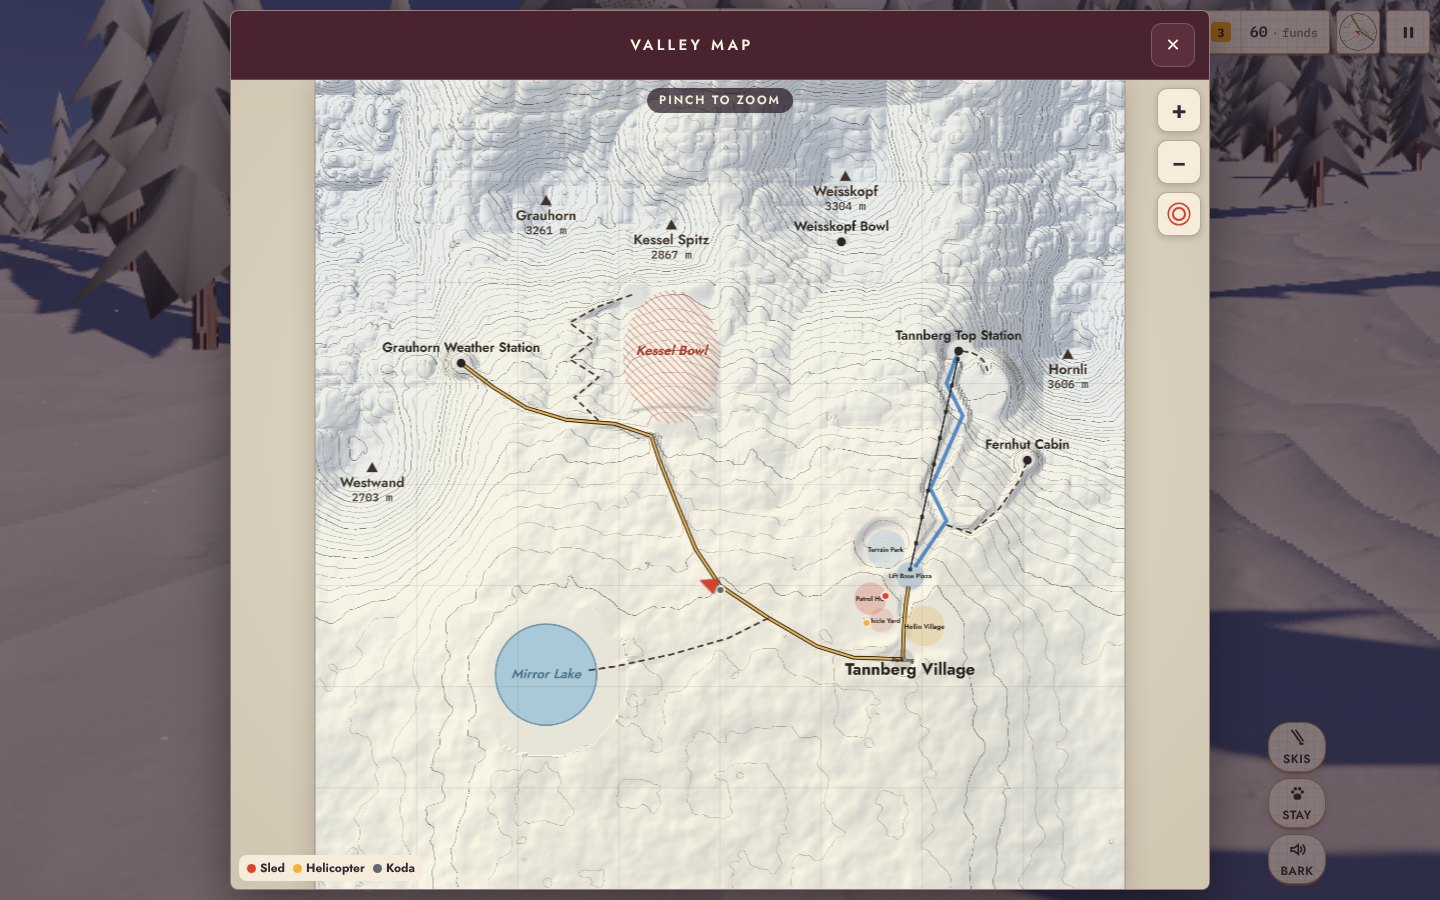 VALLEY MAP
3
60 · funds
PINCH TO ZOOM
+
−
Weisskopf
3304 m
Grauhorn
3261 m
Weisskopf Bowl
Kessel Spitz
2867 m
Tannberg Top Station
Grauhorn Weather Station
Kessel Bowl
Hornli
3606 m
Fernhut Cabin
Westwand
2703 m
Terrain Park
Lift Base Plaza
Patrol
Yard
Hollin Village
Tannberg Village
Mirror Lake
SKIS
STAY
BARK
Sled
Helicopter
Koda